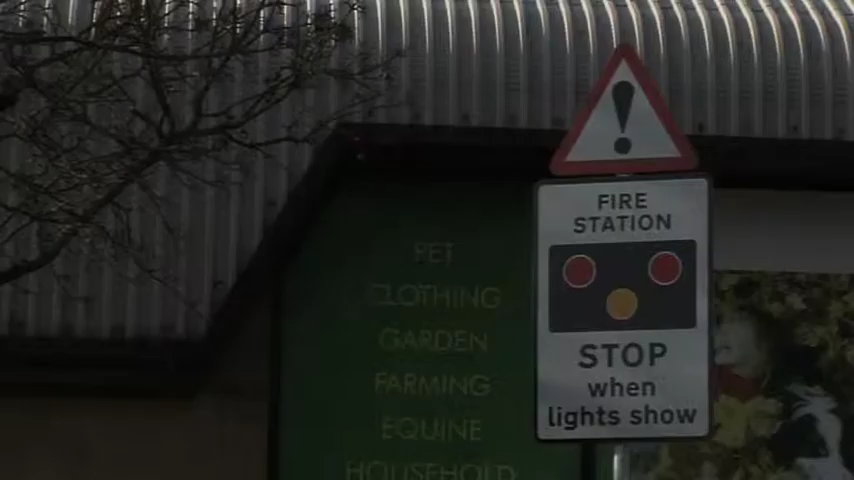 PET
CLOTHING
GARDEN
FARMING
EQUINE
HOUSEHOLD
FIRE
STATION
STOP
when
lights show